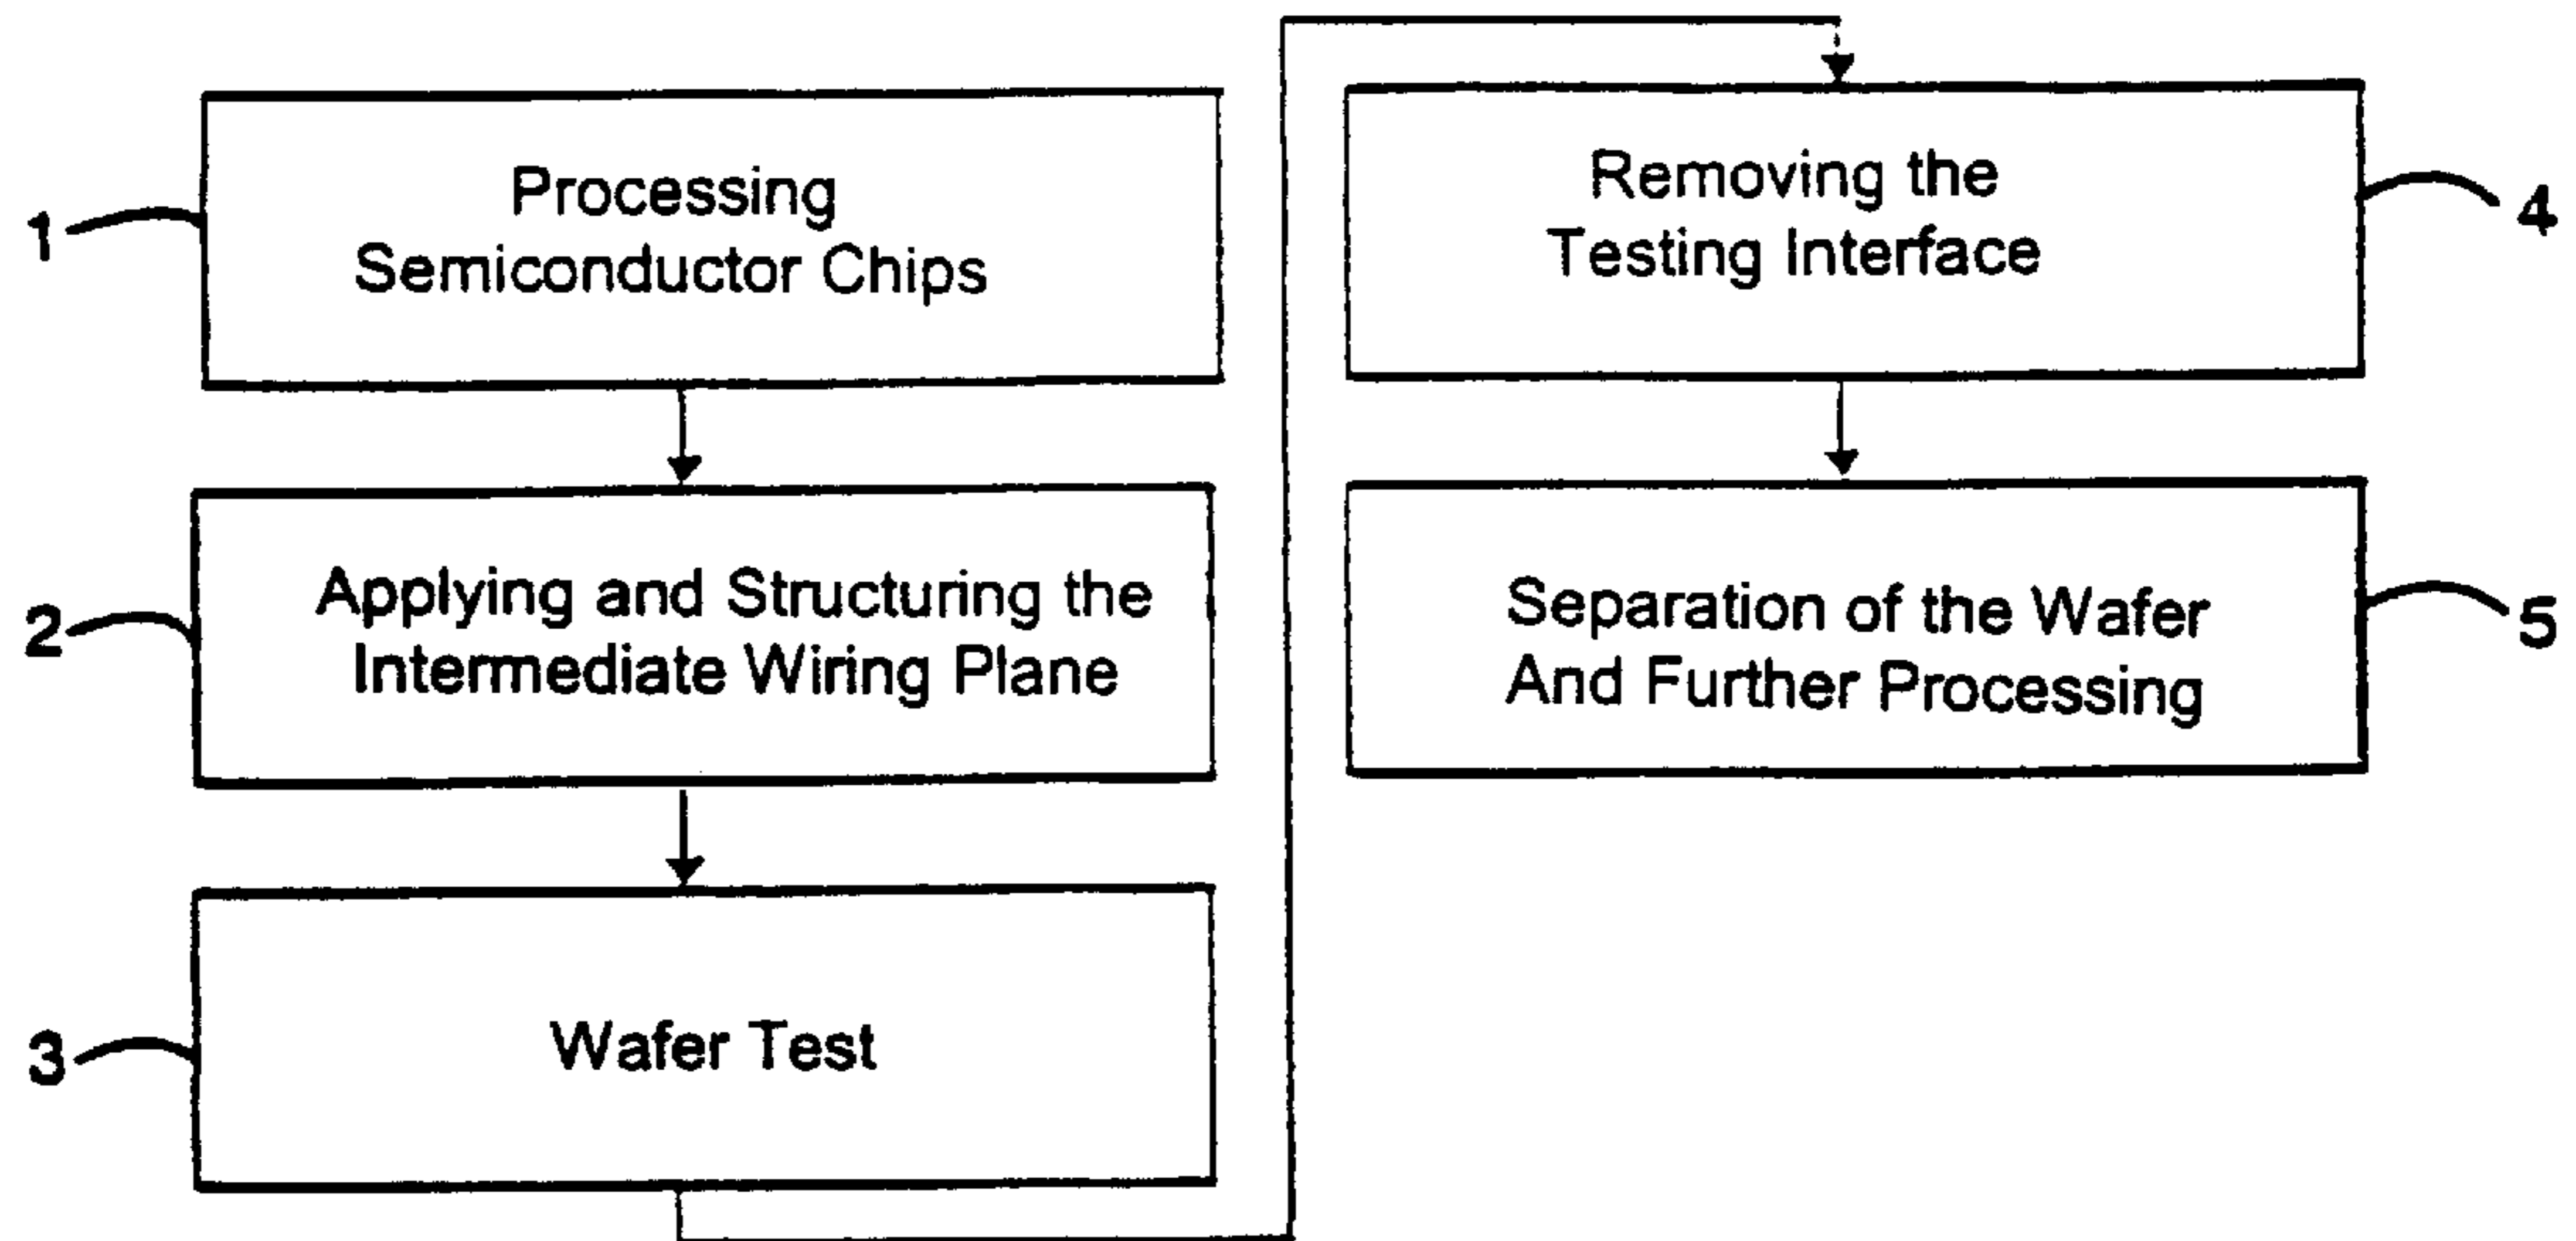 1
Processing
Semiconductor Chips
2
Applying and Structuring the
Intermediate Wiring Plane
3
Wafer Test
Removing the
Testing Interface
4
Separation of the Wafer
And Further Processing
5